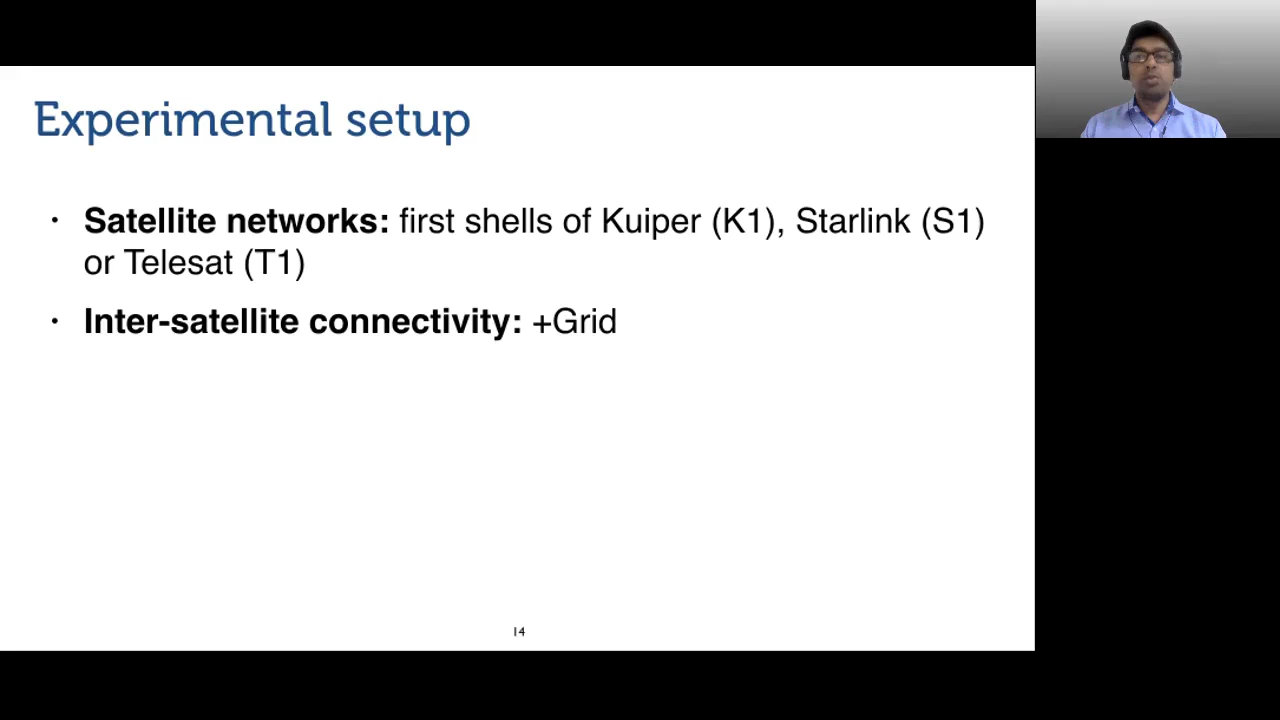 Experimental setup
• Satellite networks: first shells of Kuiper (K1), Starlink (S1)
or Telesat (T1)
• Inter-satellite connectivity: +Grid
14